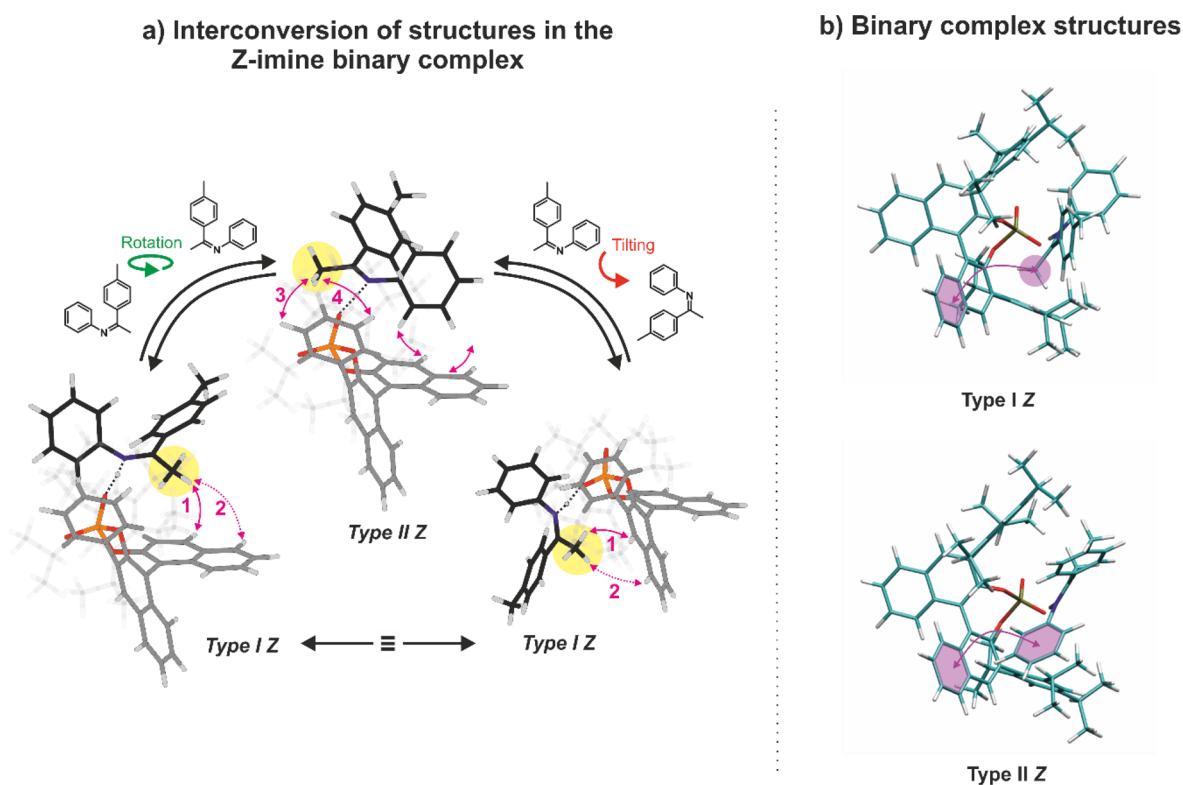 a) Interconversion of structures in the
Z-imine binary complex
b) Binary complex structures
Rotation
N
N
Tilting
N
N
3
4
1
2
Type II Z
1
2
Type I Z
≡
Type I Z
Type I Z
Type II Z